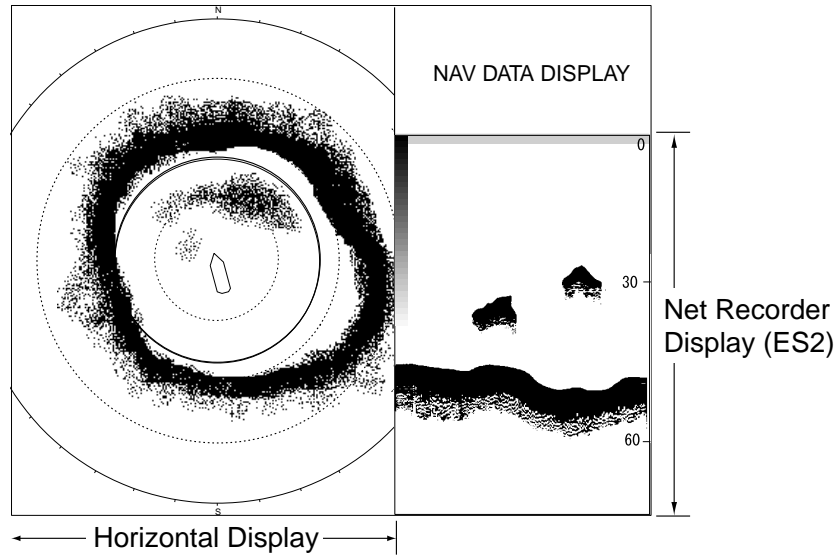 N
NAV DATA DISPLAY
0
30
Net Recorder
Display (ES2)
60
S
Horizontal Display